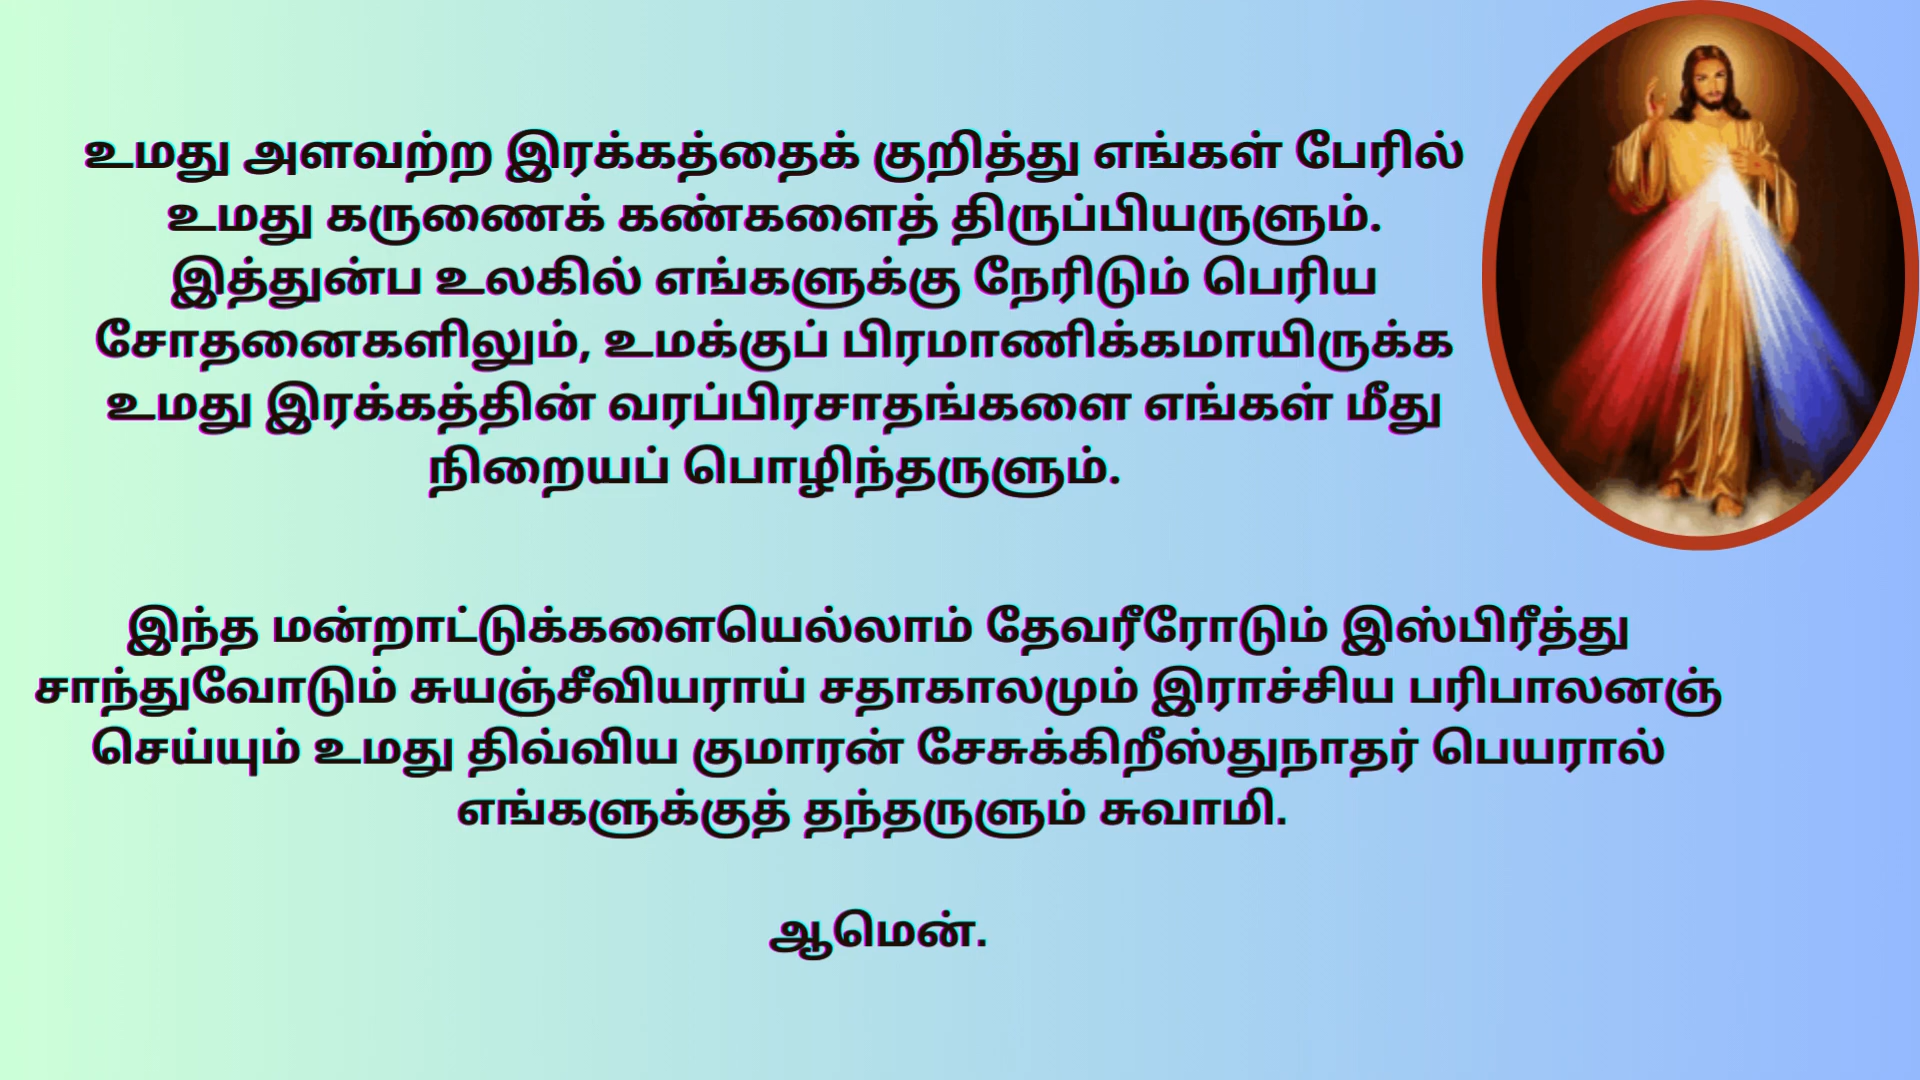 உமது அளவற்ற இரக்கத்தைக் குறித்து எங்கள் பேரில்
உமது கருணைக் கண்களைத் திருப்பியருளும்.
இத்துன்ப உலகில் எங்களுக்கு நேரிடும் பெரிய
சோதனைகளிலும், உமக்குப் பிரமாணிக்கமாயிருக்க
உமது இரக்கத்தின் வரப்பிரசாதங்களை எங்கள் மீது
நிறையப் பொழிந்தருளும்.
இந்த மன்றாட்டுக்களையெல்லாம் தேவரீரோடும் இஸ்பிரீத்து
சாந்துவோடும் சுயஞ்சீவியராய் சதாகாலமும் இராச்சிய பரிபாலனஞ்
செய்யும் உமது திவ்விய குமாரன் சேசுக்கிறீஸ்துநாதர் பெயரால்
எங்களுக்குத் தந்தருளும் சுவாமி.
ஆமென்.